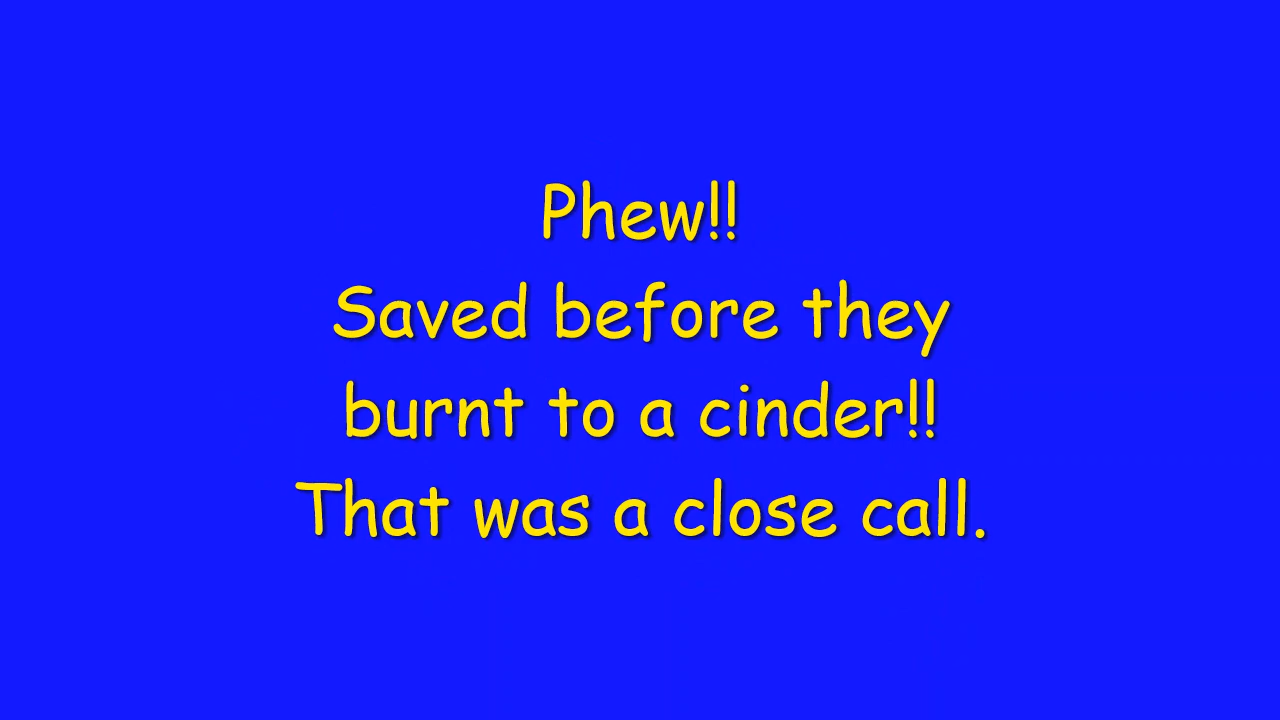 Phew!!
Saved before they
burnt to a cinder!!
That was a close call.